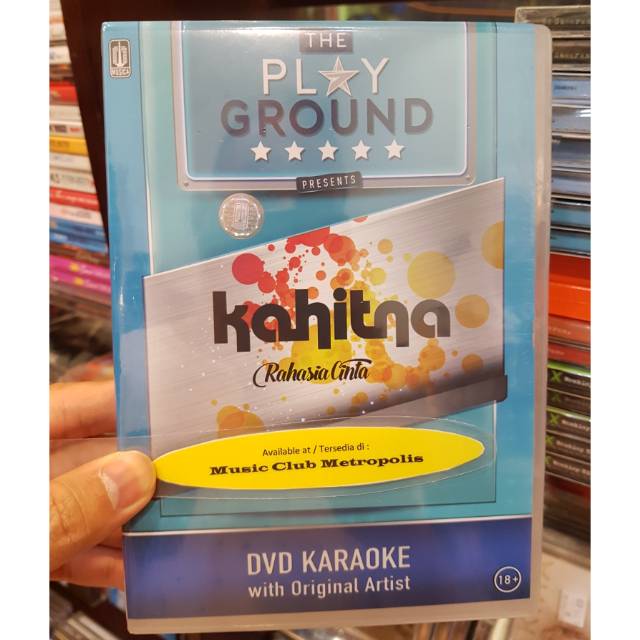 MUSICA
THE
PLAY
GROUND
PRESENTS
kahitna
Rahasia Cinta
Available at / Tersedia di :
Music Club Metropolis
DVD KARAOKE
with Original Artist
18+